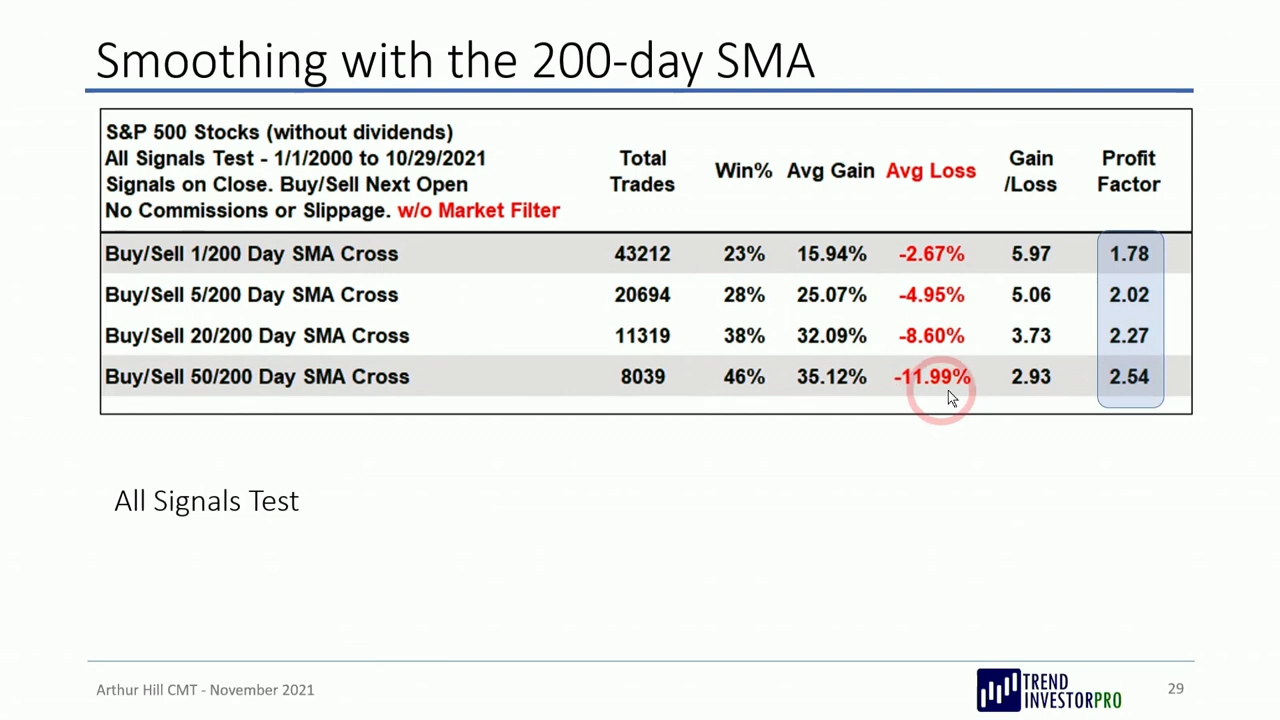 Smoothing with the 200-day SMA
S&P 500 Stocks (without dividends)
All Signals Test - 1/1/2000 to 10/29/2021
Signals on Close. Buy/Sell Next Open
No Commissions or Slippage. w/o Market Filter
Total
Trades
Win%
Avg Gain
Avg Loss
Gain
/Loss
Profit
Factor
Buy/Sell 1/200 Day SMA Cross 43212 23% 15.94% -2.67% 5.97 1.78
Buy/Sell 5/200 Day SMA Cross 20694 28% 25.07% -4.95% 5.06 2.02
Buy/Sell 20/200 Day SMA Cross 11319 38% 32.09% -8.60% 3.73 2.27
Buy/Sell 50/200 Day SMA Cross 8039 46% 35.12% -11.99% 2.93 2.54
All Signals Test
Arthur Hill CMT - November 2021
TREND
INVESTORPRO
29